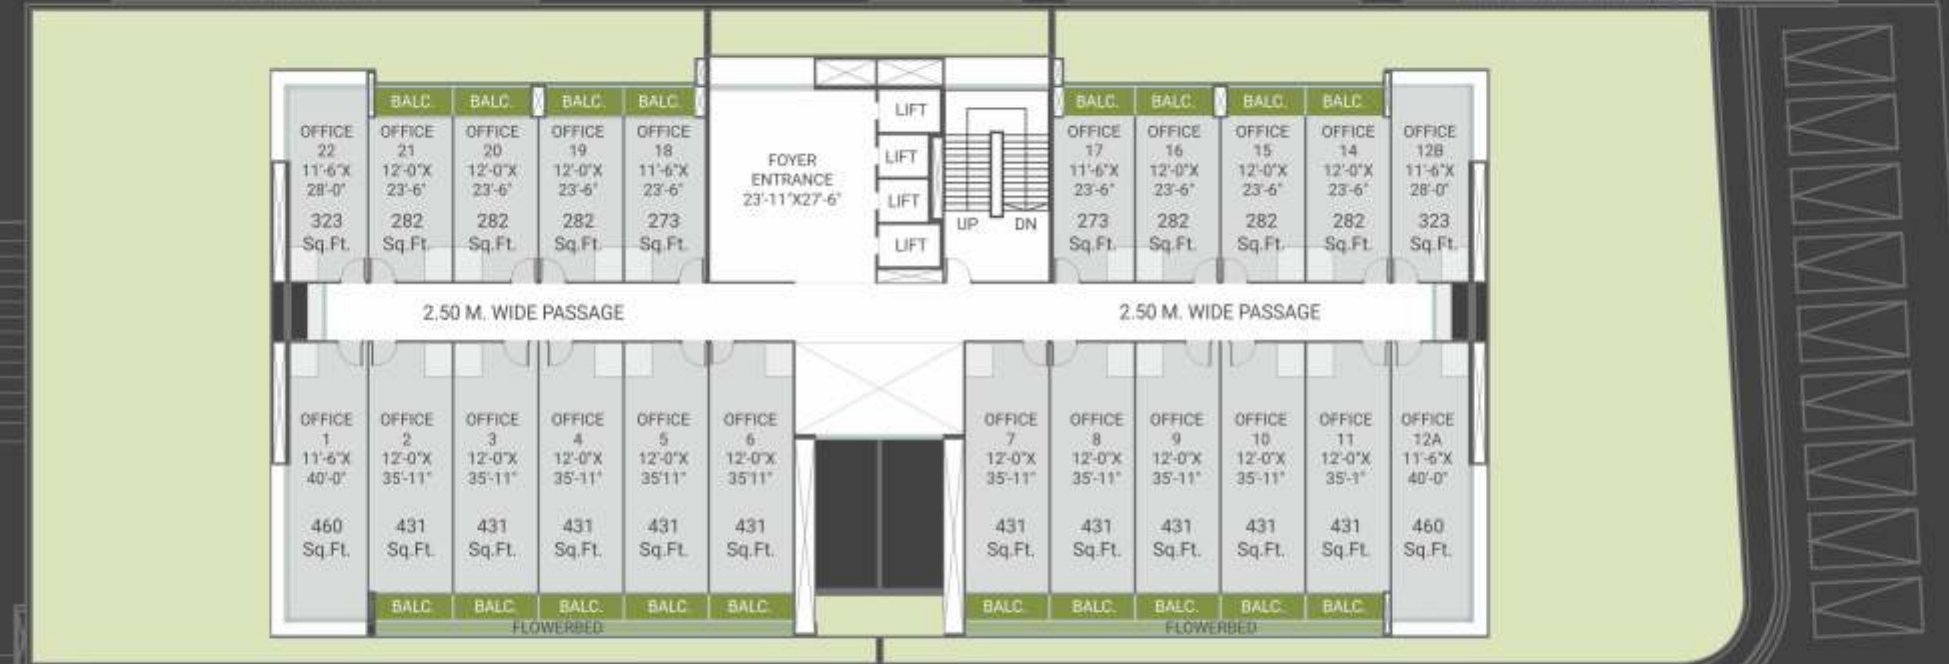 BALC. BALC. BALC. BALC.
OFFICE
22
11'-6"X
28'-0"
323
Sq.Ft.
OFFICE
21
12'-0"X
23'-6"
282
Sq.Ft.
OFFICE
20
12'-0"X
23'-6"
282
Sq.Ft.
OFFICE
19
12'-0"X
23'-6"
282
Sq.Ft.
OFFICE
18
11'-6"X
23'-6"
273
Sq.Ft.
FOYER
ENTRANCE
23'-11"X27'-6"
LIFT
LIFT
LIFT
LIFT
UP DN
BALC. BALC. BALC. BALC.
OFFICE
17
11'-6"X
23'-6"
273
Sq.Ft.
OFFICE
16
12'-0"X
23'-6"
282
Sq.Ft.
OFFICE
15
12'-0"X
23'-6"
282
Sq.Ft.
OFFICE
14
12'-0"X
23'-6"
282
Sq.Ft.
OFFICE
12B
11'-6"X
28'-0"
323
Sq.Ft.
2.50 M. WIDE PASSAGE
2.50 M. WIDE PASSAGE
OFFICE
1
11'-6"X
40'-0"
460
Sq.Ft.
OFFICE
2
12'-0"X
35'-11"
431
Sq.Ft.
OFFICE
3
12'-0"X
35'-11"
431
Sq.Ft.
OFFICE
4
12'-0"X
35'-11"
431
Sq.Ft.
OFFICE
5
12'-0"X
35'11"
431
Sq.Ft.
OFFICE
6
12'-0"X
35'11"
431
Sq.Ft.
OFFICE
7
12'-0"X
35'-11"
431
Sq.Ft.
OFFICE
8
12'-0"X
35'-11"
431
Sq.Ft.
OFFICE
9
12'-0"X
35'-11"
431
Sq.Ft.
OFFICE
10
12'-0"X
35'-11"
431
Sq.Ft.
OFFICE
11
12'-0"X
35'-1"
431
Sq.Ft.
OFFICE
12A
11'-6"X
40'-0"
460
Sq.Ft.
BALC. BALC. BALC. BALC. BALC.
FLOWERBED
BALC. BALC. BALC. BALC. BALC.
FLOWERBED